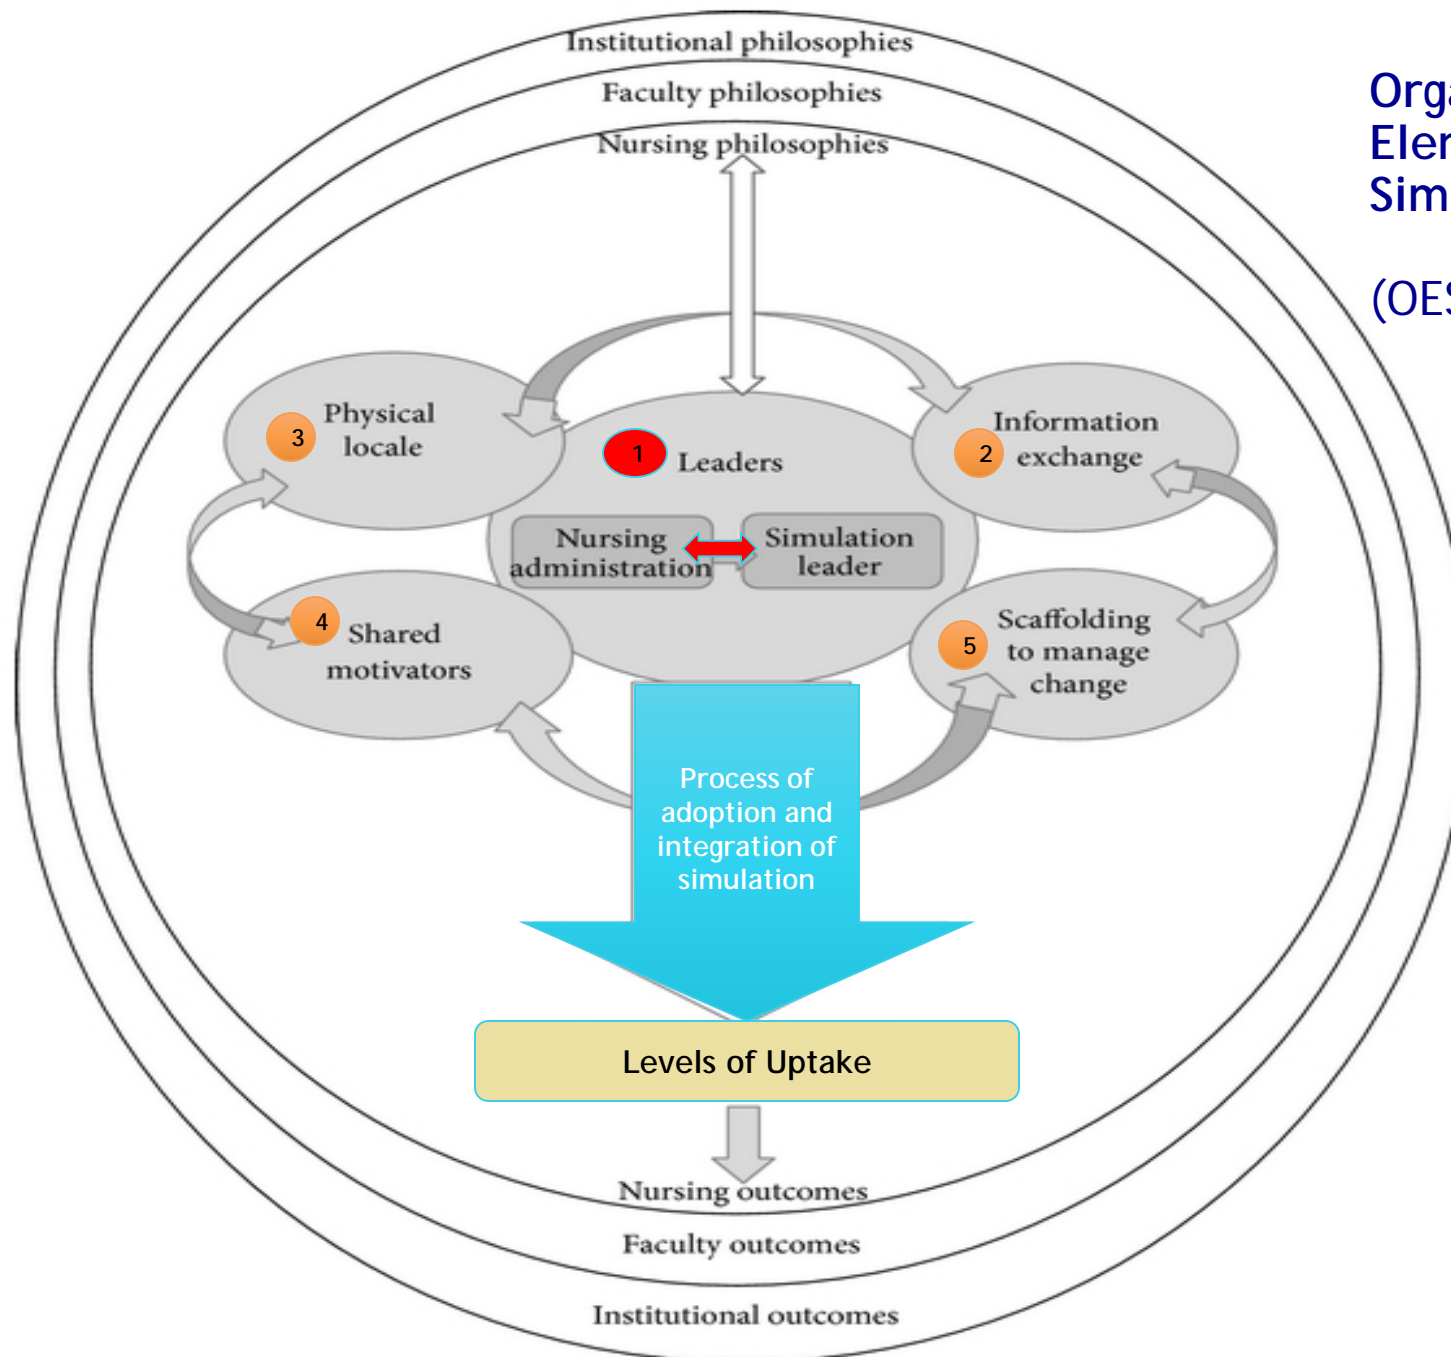 Institutional philosophies
Faculty philosophies
Nursing philosophies
(OES
3
Physical
locale
1
Leaders
2
Information
exchange
Nursing
administration
Simulation
leader
4
Shared
motivators
5
Scaffolding
to manage
change
Process of
adoption and
integration of
simulation
Levels of Uptake
Nursing outcomes
Faculty outcomes
Institutional outcomes